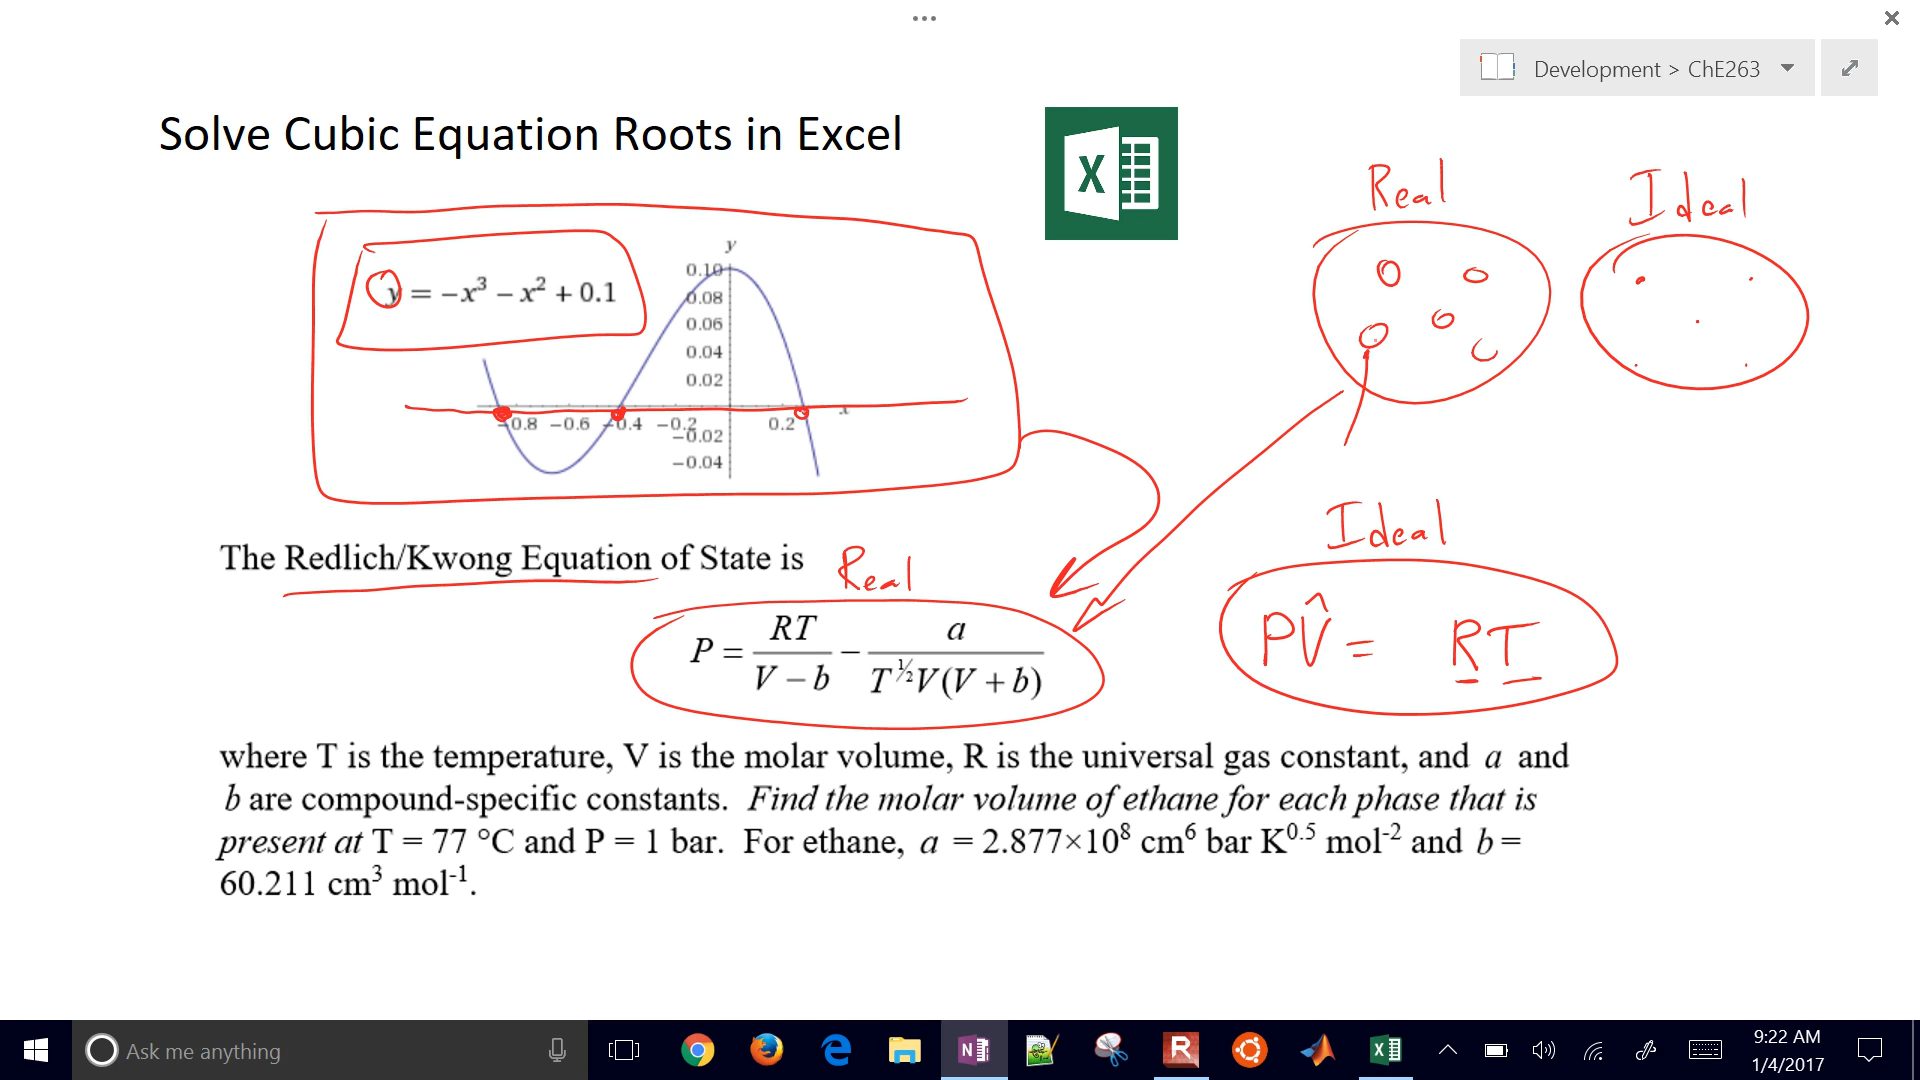 Development > ChE263
Solve Cubic Equation Roots in Excel
X
Real
Ideal
y = −x³ − x² + 0.1
y
0.10
0.08
0.06
0.04
0.02
−0.8 −0.6 −0.4 −0.2 0.2 x
−0.02
−0.04
Ideal
The Redlich/Kwong Equation of State is Real
P = RT / (V − b) − a / (T^½ V(V + b))
PV̂ = RT
where T is the temperature, V is the molar volume, R is the universal gas constant, and a and
b are compound-specific constants. Find the molar volume of ethane for each phase that is
present at T = 77 °C and P = 1 bar. For ethane, a = 2.877×10⁸ cm⁶ bar K⁰·⁵ mol⁻² and b =
60.211 cm³ mol⁻¹.
Ask me anything
N
R
X
9:22 AM
1/4/2017